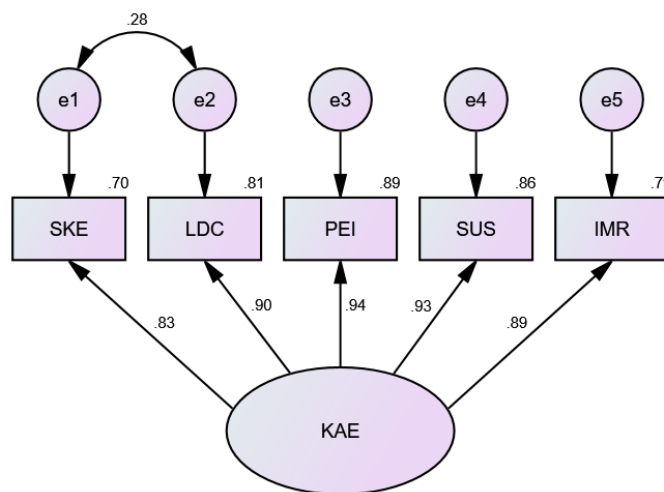 .28
e1 e2 e3 e4 e5
.70 .81 .89 .86
SKE LDC PEI SUS IMR
.83 .90 .94 .93 .89
KAE